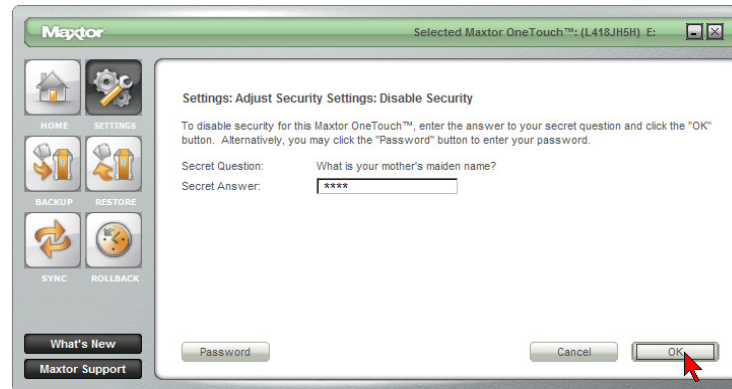 Maxtor
Selected Maxtor OneTouch™: (L418JH5H) E:
HOME SETTINGS
BACKUP RESTORE
SYNC ROLLBACK
What's New
Maxtor Support
Settings: Adjust Security Settings: Disable Security
To disable security for this Maxtor OneTouch™, enter the answer to your secret question and click the "OK"
button. Alternatively, you may click the "Password" button to enter your password.
Secret Question: What is your mother's maiden name?
Secret Answer: ****
Password Cancel OK